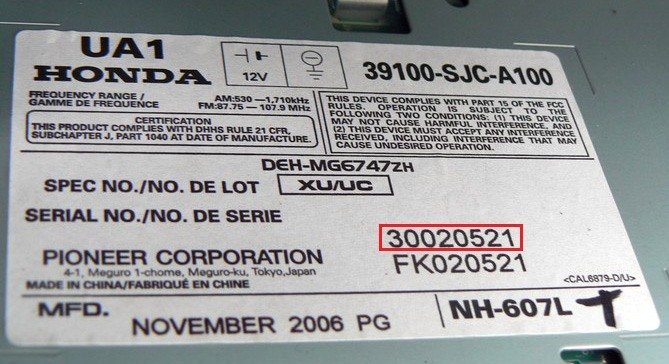 UA1
HONDA
12V
39100-SJC-A100
FREQUENCY RANGE /
GAMME DE FREQUENCE
AM:530 —1,710kHz
FM:87.75 — 107.9 MHz
CERTIFICATION
THIS PRODUCT COMPLIES WITH DHHS RULE 21 CFR,
SUBCHAPTER J, PART 1040 AT DATE OF MANUFACTURE.
THIS DEVICE COMPLIES WITH PART 15 OF THE FCC
RULES. OPERATION IS SUBJECT TO THE
FOLLOWING TWO CONDITIONS: (1) THIS DEVICE
MAY NOT CAUSE HARMFUL INTERFERENCE, AND
(2) THIS DEVICE MUST ACCEPT ANY INTERFERENCE
RECEIVED, INCLUDING INTERFERENCE THAT MAY
CAUSE UNDESIRED OPERATION.
DEH-MG6747ZH
SPEC NO./NO. DE LOT XU/UC
SERIAL NO./NO. DE SERIE
30020521
PIONEER CORPORATION
FK020521
4-1, Meguro 1-chome, Meguro-ku, Tokyo,Japan
MADE IN CHINA/FABRIQUÉ EN CHINE
<CAL6879-D/U>
MFD. NOVEMBER 2006 PG
NH-607L T